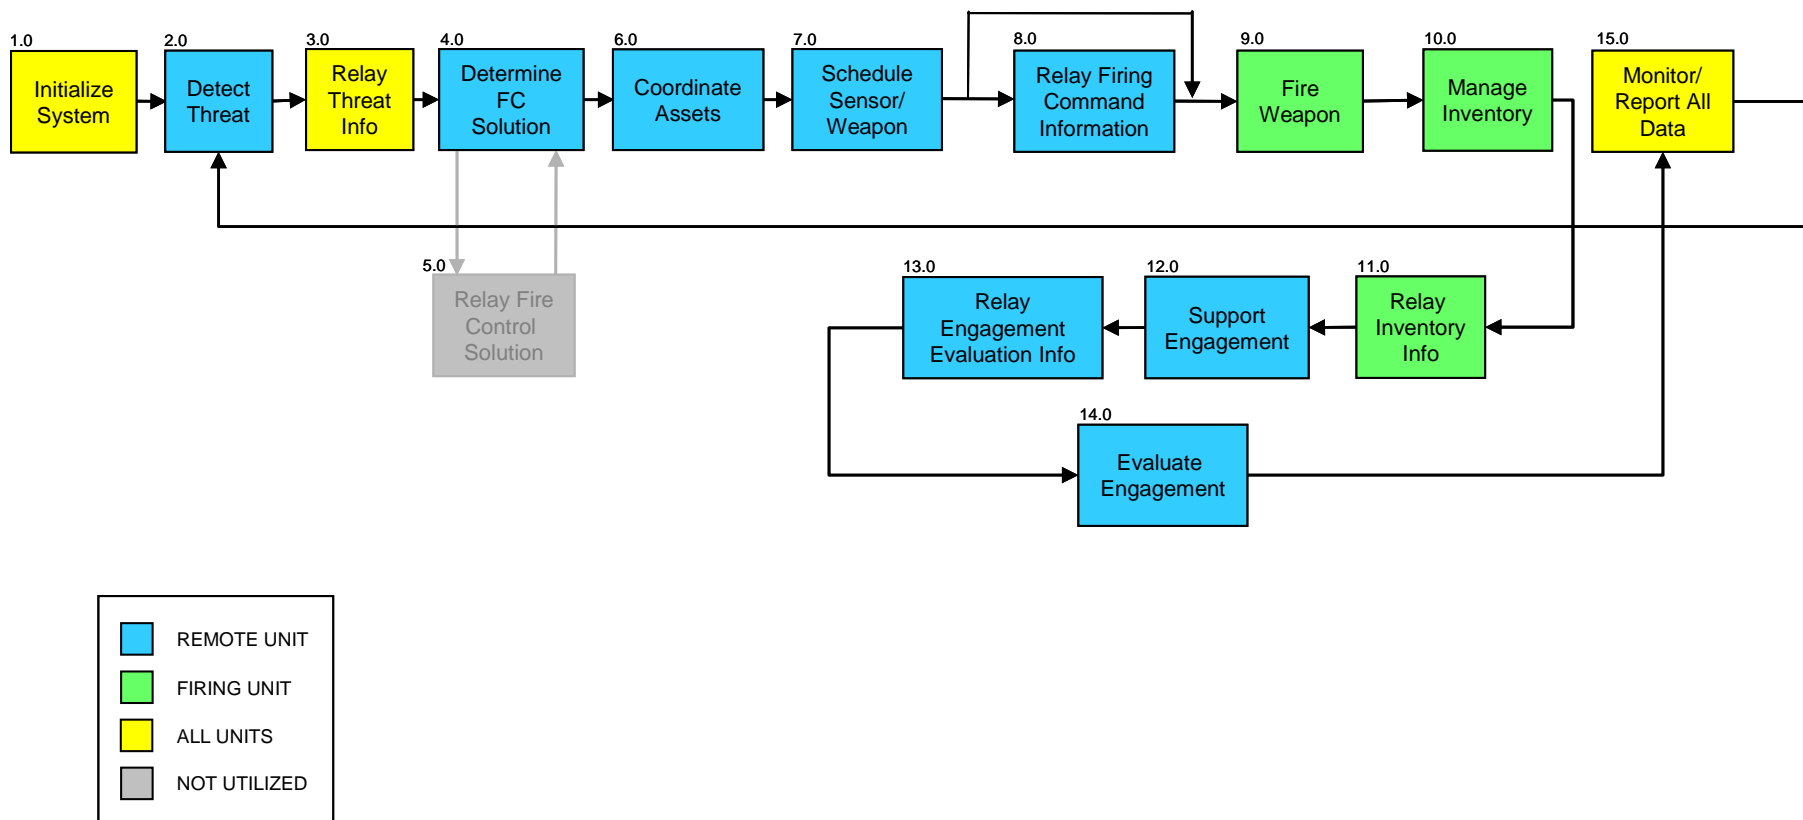 1.0
Initialize
System
2.0
Detect
Threat
3.0
Relay
Threat
Info
4.0
Determine
FC
Solution
6.0
Coordinate
Assets
7.0
Schedule
Sensor/
Weapon
8.0
Relay Firing
Command
Information
9.0
Fire
Weapon
10.0
Manage
Inventory
15.0
Monitor/
Report All
Data
5.0
Relay Fire
Control
Solution
13.0
Relay
Engagement
Evaluation Info
12.0
Support
Engagement
11.0
Relay
Inventory
Info
14.0
Evaluate
Engagement
REMOTE UNIT
FIRING UNIT
ALL UNITS
NOT UTILIZED